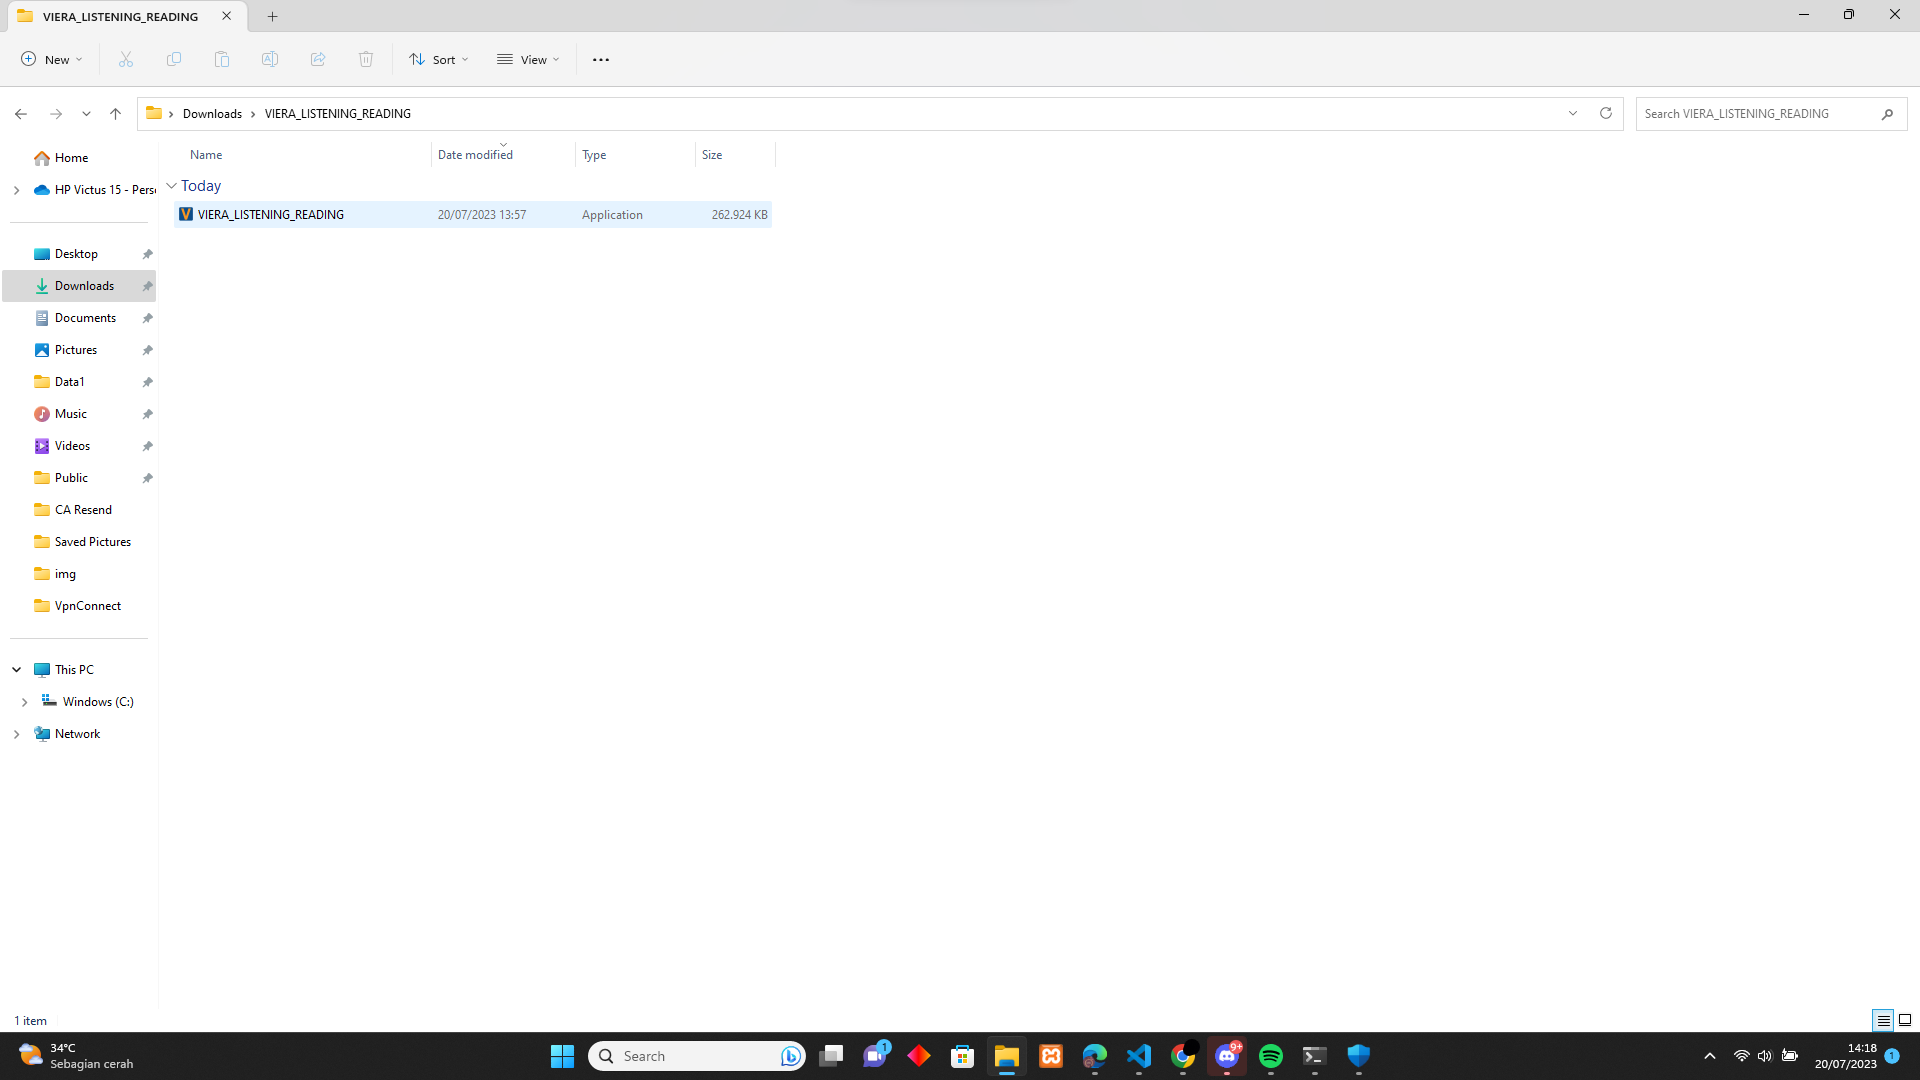 VIERA_LISTENING_READING
New
Sort
View
Downloads
VIERA_LISTENING_READING
Search VIERA_LISTENING_READING
Name
Date modified
Type
Size
Today
VIERA_LISTENING_READING
20/07/2023 13:57
Application
262.924 KB
Home
HP Victus 15 - Perso
Desktop
Downloads
Documents
Pictures
Data1
Music
Videos
Public
CA Resend
Saved Pictures
img
VpnConnect
This PC
Windows (C:)
Network
1 item
34°C
Sebagian cerah
Search
1
9+
14:18
20/07/2023
1